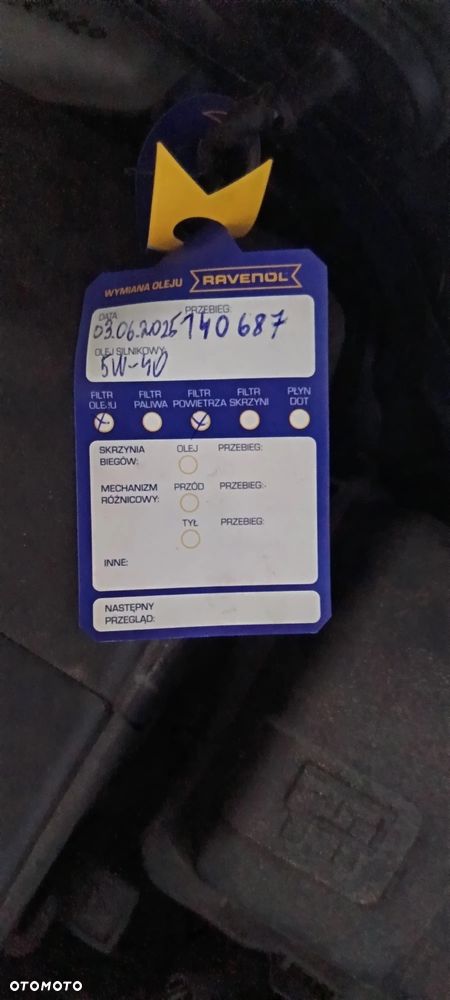 WYMIANA OLEJU RAVENOL
DATA PRZEBIEG:
03.06.2025 140 687
OLEJ SILNIKOWY:
5W-40
FILTR OLEJU FILTR PALIWA FILTR POWIETRZA FILTR SKRZYNI PŁYN DOT
SKRZYNIA BIEGÓW: OLEJ PRZEBIEG:
MECHANIZM RÓŻNICOWY: PRZÓD PRZEBIEG:
TYŁ PRZEBIEG:
INNE:
NASTĘPNY
PRZEGLĄD:
OTOMOTO